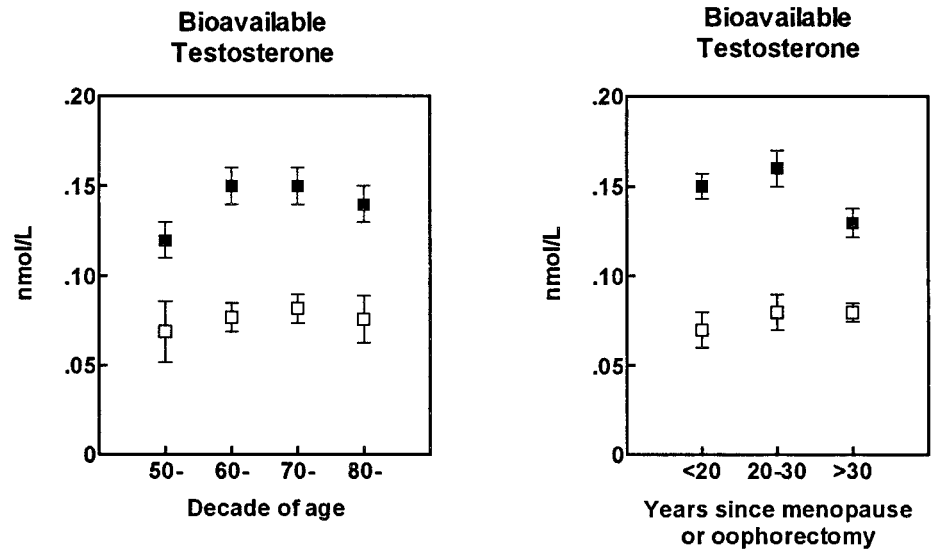 Bioavailable
Testosterone
.20
.15
.10
.05
0
nmol/L
50- 60- 70- 80-
Decade of age
Bioavailable
Testosterone
.20
.15
.10
.05
0
nmol/L
<20 20-30 >30
Years since menopause
or oophorectomy